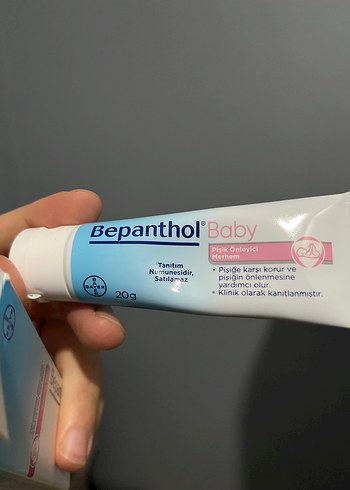 Bepanthol® Baby
Pişik Önleyici
Merhem
Tanıtım
Numunesidir,
Satılamaz
• Pişiğe karşı korur ve
pişiğin önlenmesine
yardımcı olur.
• Klinik olarak kanıtlanmıştır.
BAYER
20g